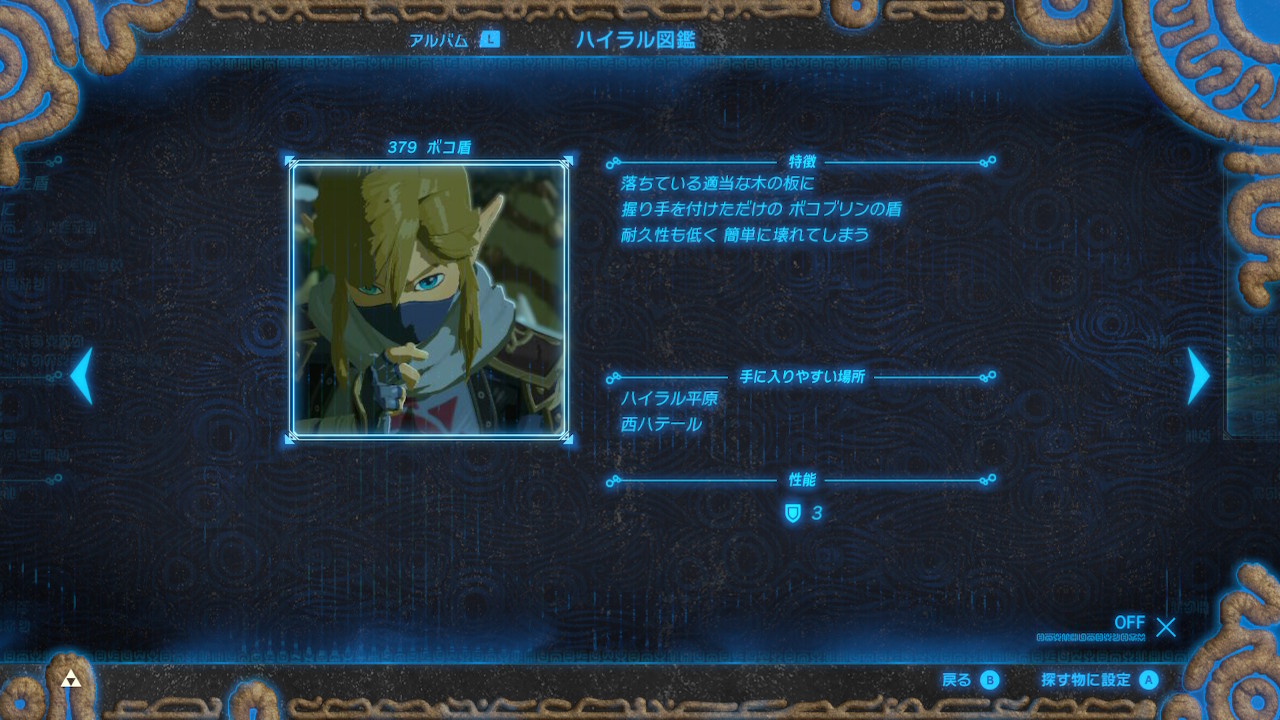 アルバム L
ハイラル図鑑
379 ボコ盾
特徴
落ちている適当な木の板に
握り手を付けただけの ボコブリンの盾
耐久性も低く 簡単に壊れてしまう
手に入りやすい場所
ハイラル平原
西ハテール
性能
3
OFF
戻る B
探す物に設定 A